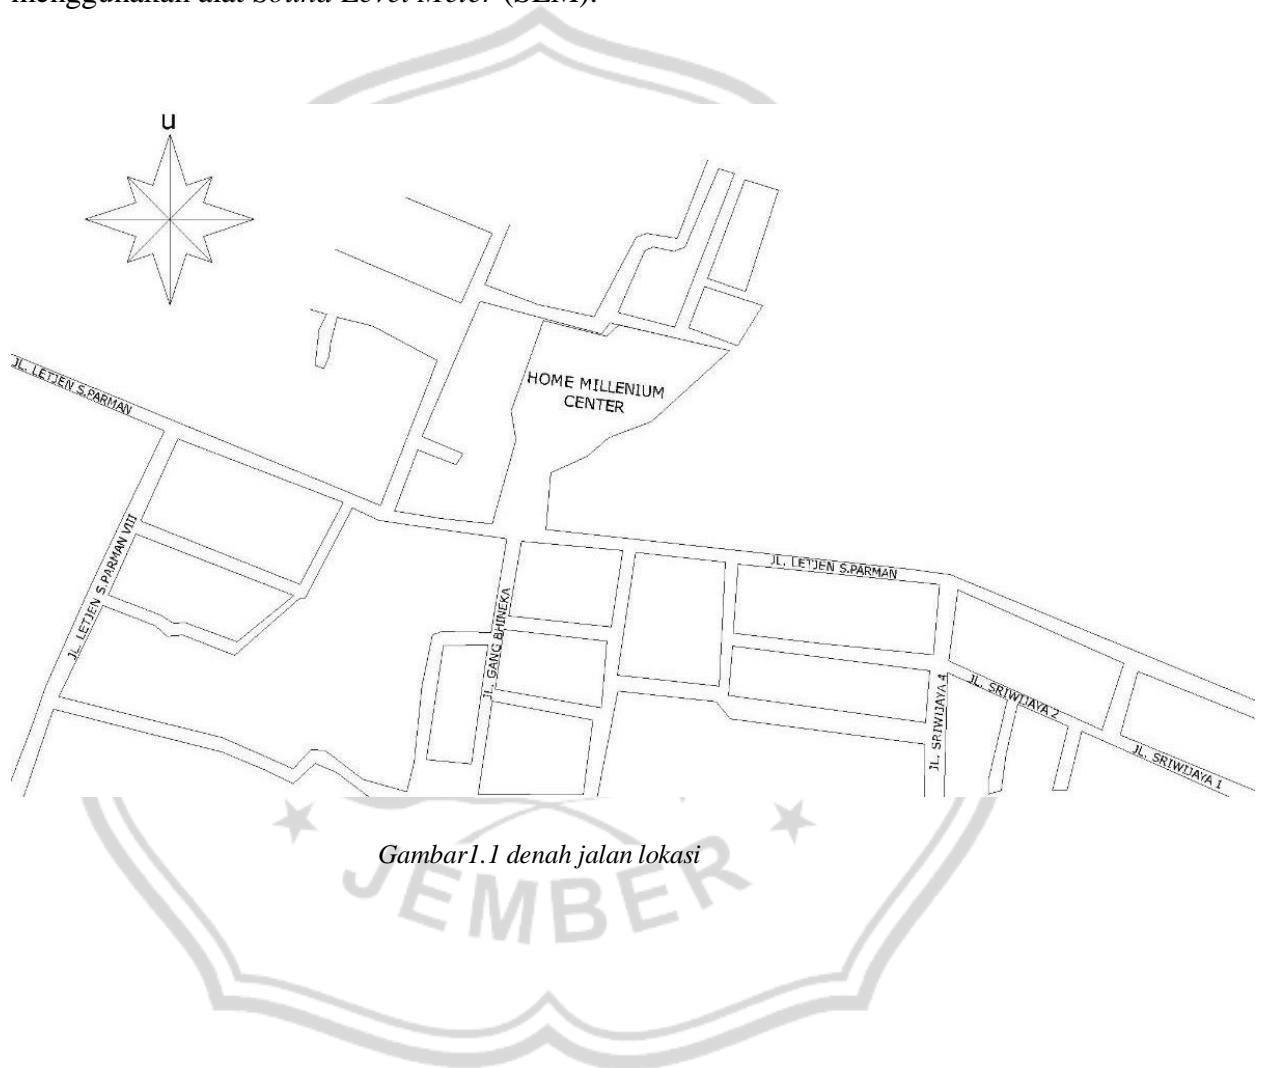 menggunakan alat Sound Level Meter (SLM).
u
HOME MILLENIUM
CENTER
JL. LETJEN S.PARMAN
JL. LETJEN S.PARMAN VIII
JL. GANG BHINEKA
JL. LETJEN S.PARMAN
JL. SRIWIJAYA 4
JL. SRIWIJAYA 2
JL. SRIWIJAYA 1
Gambar1.1 denah jalan lokasi
JEMBER